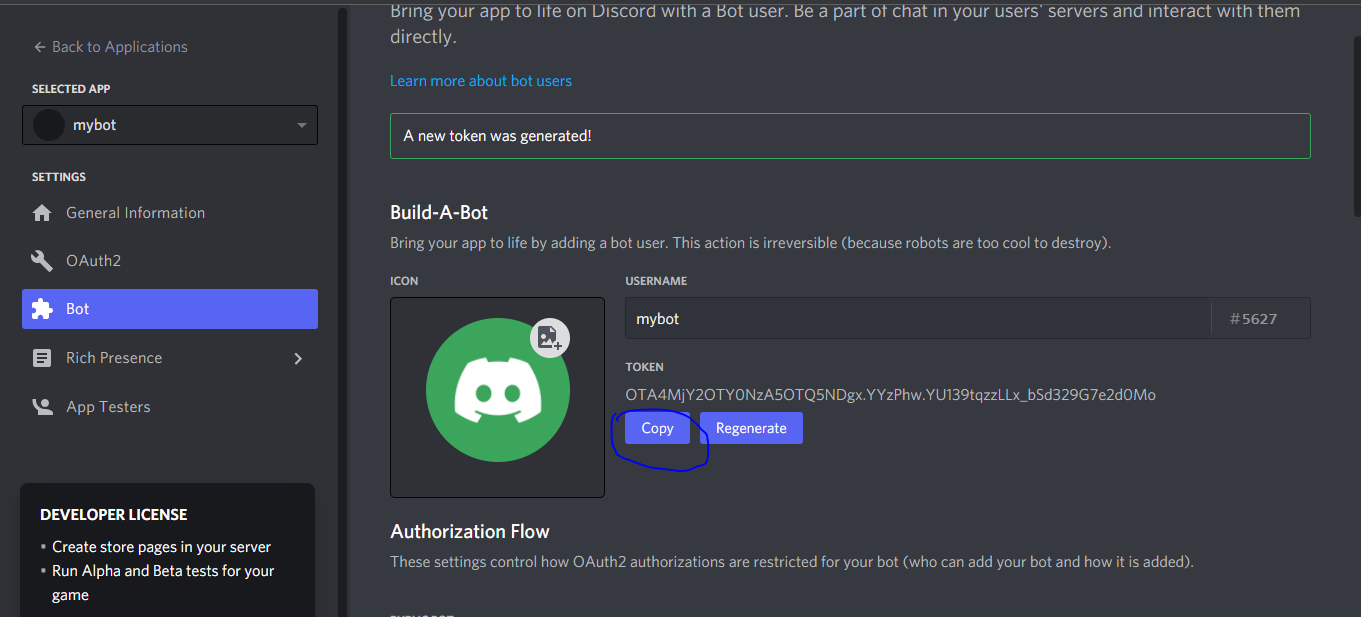 Bring your app to life on Discord with a Bot user. Be a part of chat in your users' servers and interact with them
directly.
Back to Applications
Learn more about bot users
SELECTED APP
mybot
A new token was generated!
SETTINGS
General Information
OAuth2
Bot
Rich Presence
App Testers
Build-A-Bot
Bring your app to life by adding a bot user. This action is irreversible (because robots are too cool to destroy).
ICON
USERNAME
mybot
#5627
TOKEN
OTA4MjY2OTY0NzA5OTQ5NDgx.YYzPhw.YU139tqzzLLx_bSd329G7e2d0Mo
Copy
Regenerate
DEVELOPER LICENSE
• Create store pages in your server
• Run Alpha and Beta tests for your
game
Authorization Flow
These settings control how OAuth2 authorizations are restricted for your bot (who can add your bot and how it is added).